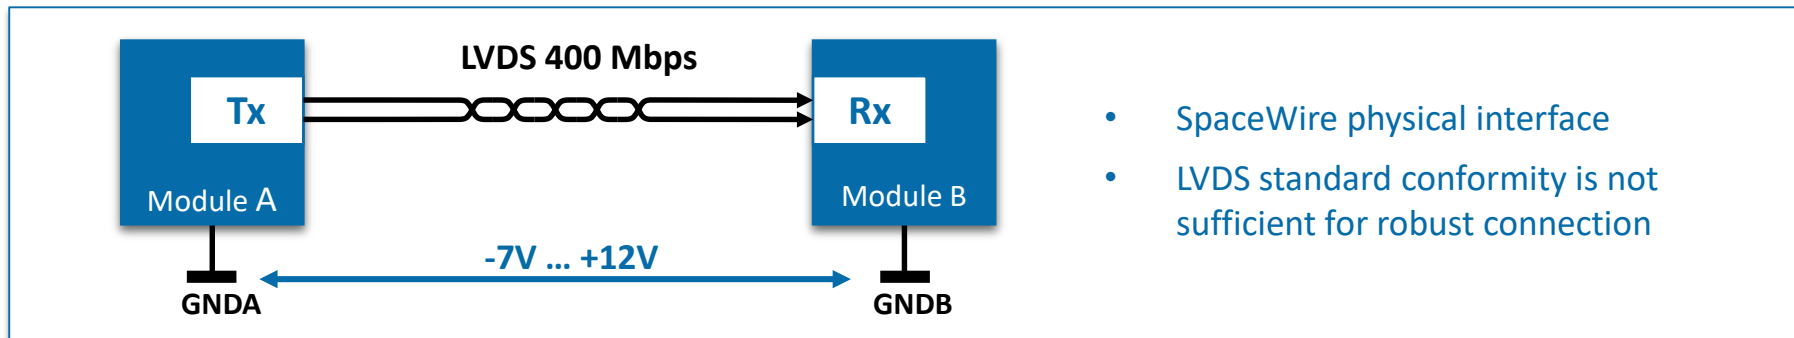 LVDS 400 Mbps
Tx
Rx
Module A
Module B
-7V ... +12V
GNDA
GNDB
• SpaceWire physical interface
• LVDS standard conformity is not
sufficient for robust connection